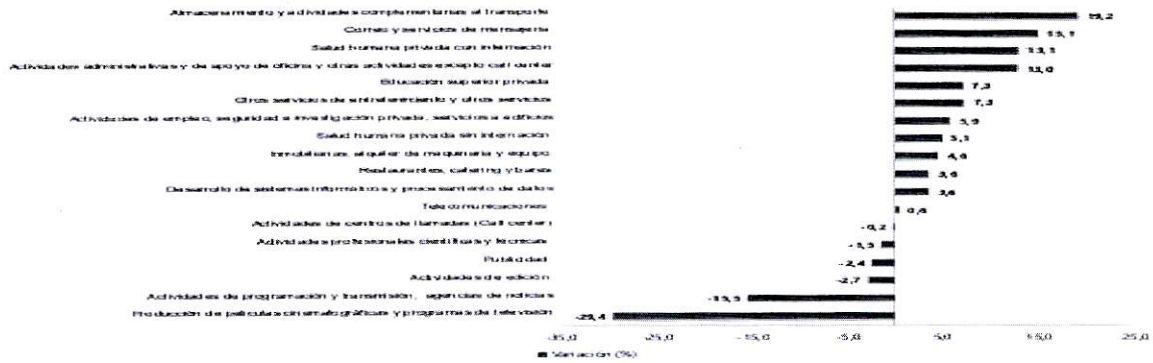 Almacenamiento y actividades complementarias al transporte 19,2
Correo y servicios de mensajería 15,1
Salud humana privada con internación 13,1
Actividades administrativas y de apoyo de oficina y otras actividades excepto call center 13,0
Educación superior privada 7,3
Otros servicios de entretenimiento y otros servicios 7,3
Actividades de empleo, seguridad e investigación privada, servicios a edificios 5,9
Salud humana privada sin internación 5,1
Inmobiliarias, alquiler de maquinaria y equipo 4,6
Restaurantes, catering y bares 3,6
Desarrollo de sistemas informáticos y procesamiento de datos 3,6
Telecomunicaciones 0,6
Actividades de centros de llamadas (Call center) -0,2
Actividades profesionales científicas y técnicas -1,3
Publicidad -2,4
Actividades de edición -2,7
Actividades de programación y transmisión, agencias de noticias -15,3
Producción de películas cinematográficas y programas de televisión -29,4
-35,0 -25,0 -15,0 -5,0 5,0 15,0 25,0
Variación (%)